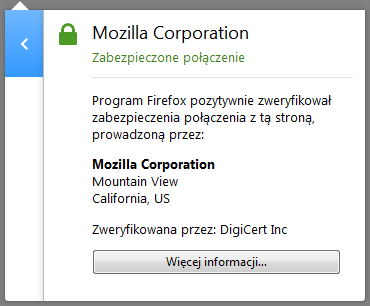 Mozilla Corporation
Zabezpieczone połączenie
Program Firefox pozytywnie zweryfikował
zabezpieczenia połączenia z tą stroną,
prowadzoną przez:
Mozilla Corporation
Mountain View
California, US
Zweryfikowana przez: DigiCert Inc
Więcej informacji...